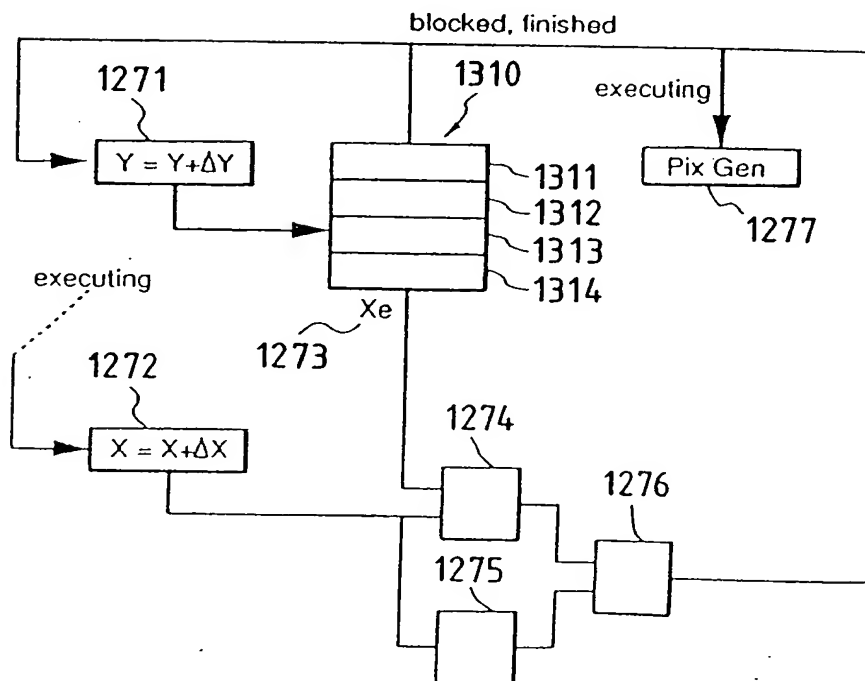 blocked, finished
1271
1310
executing
Y = Y+ΔY
1311
Pix Gen
1312
1313
1277
1314
executing
Xe
1273
1272
1274
X = X+ΔX
1276
1275